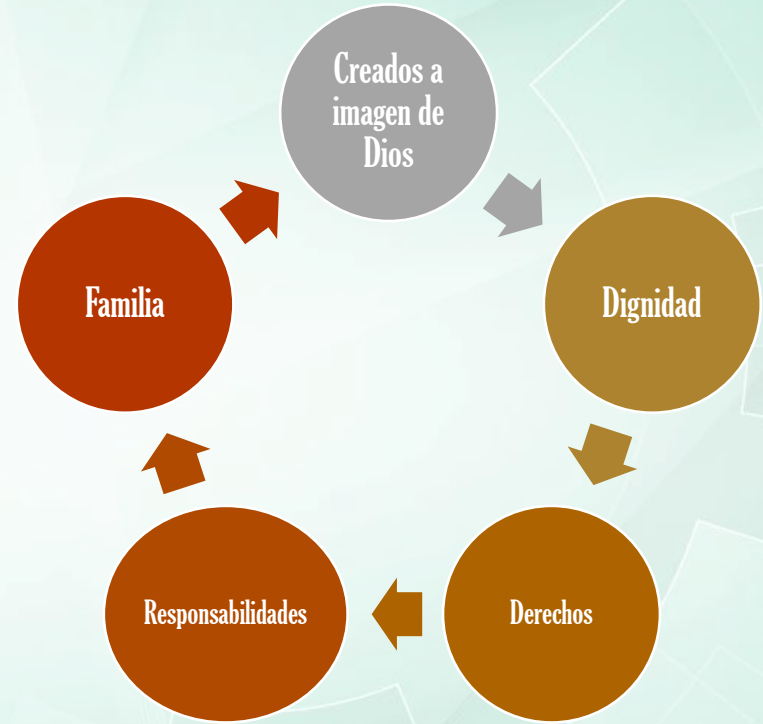 Creados a
imagen de
Dios
Dignidad
Derechos
Responsabilidades
Familia